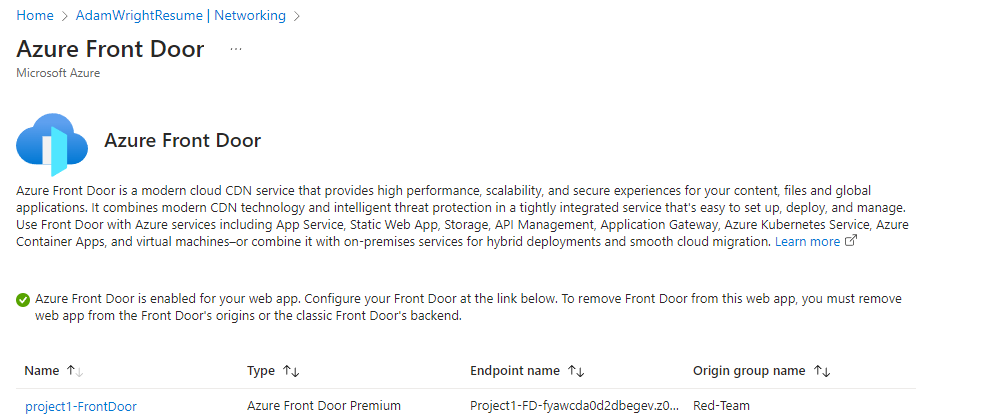 Home > AdamWrightResume | Networking >
Azure Front Door ...
Microsoft Azure
Azure Front Door
Azure Front Door is a modern cloud CDN service that provides high performance, scalability, and secure experiences for your content, files and global
applications. It combines modern CDN technology and intelligent threat protection in a tightly integrated service that's easy to set up, deploy, and manage.
Use Front Door with Azure services including App Service, Static Web App, Storage, API Management, Application Gateway, Azure Kubernetes Service, Azure
Container Apps, and virtual machines–or combine it with on-premises services for hybrid deployments and smooth cloud migration. Learn more
Azure Front Door is enabled for your web app. Configure your Front Door at the link below. To remove Front Door from this web app, you must remove
web app from the Front Door's origins or the classic Front Door's backend.
Name ↑↓ Type ↑↓ Endpoint name ↑↓ Origin group name ↑↓
project1-FrontDoor Azure Front Door Premium Project1-FD-fyawcda0d2dbegev.z0... Red-Team